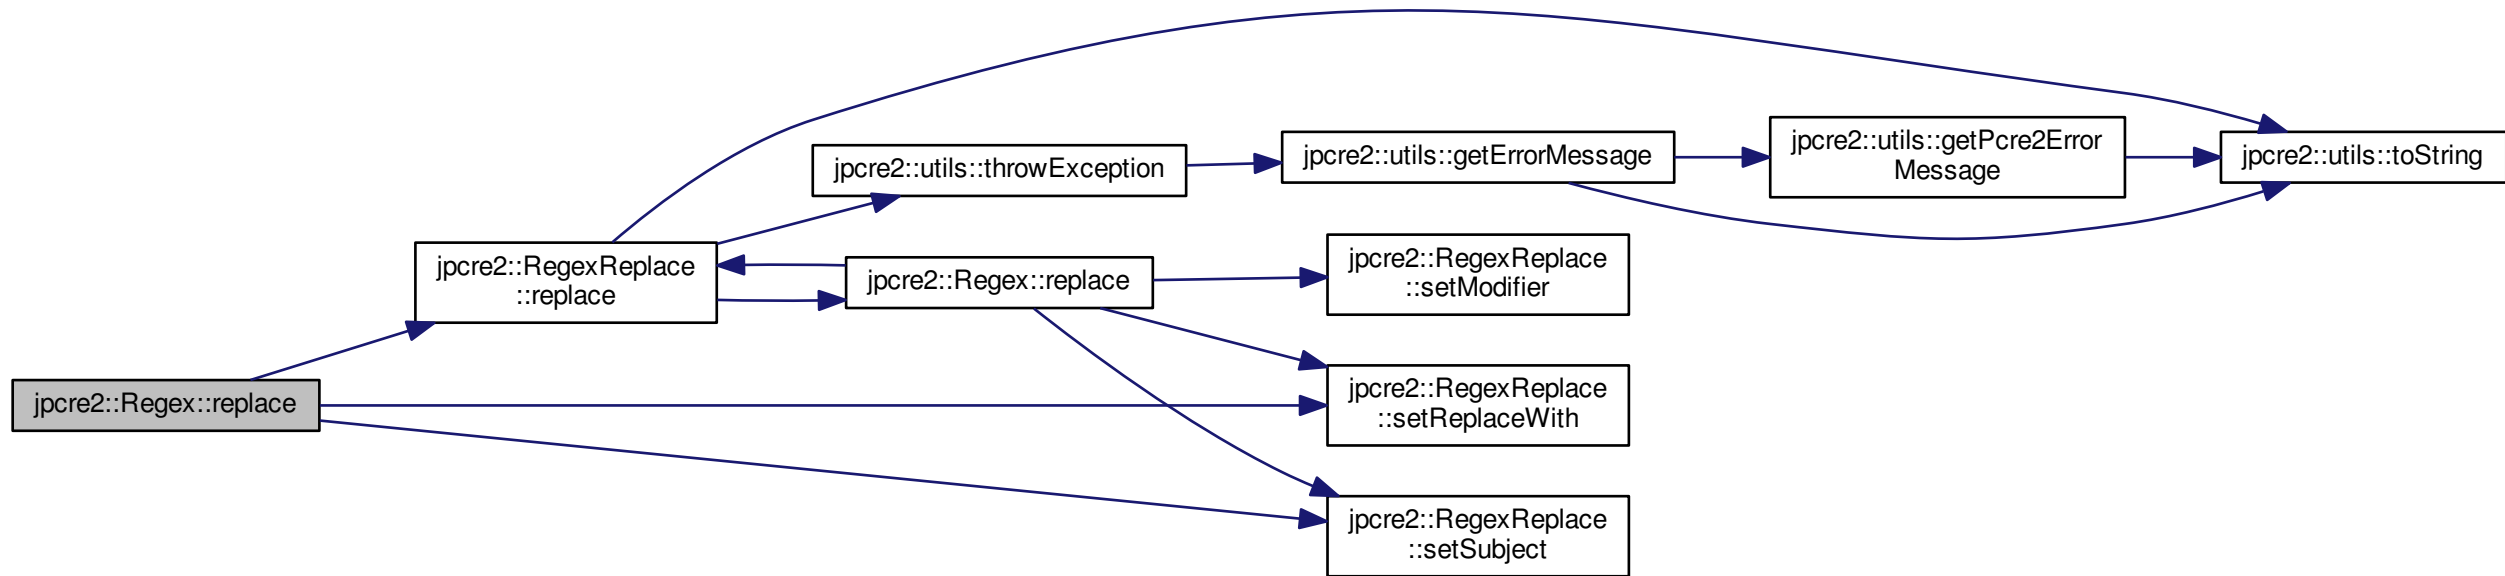 jpcre2::Regex::replace
jpcre2::RegexReplace
::replace
jpcre2::utils::throwException
jpcre2::Regex::replace
jpcre2::utils::getErrorMessage
jpcre2::RegexReplace
::setModifier
jpcre2::RegexReplace
::setReplaceWith
jpcre2::RegexReplace
::setSubject
jpcre2::utils::getPcre2Error
Message
jpcre2::utils::toString